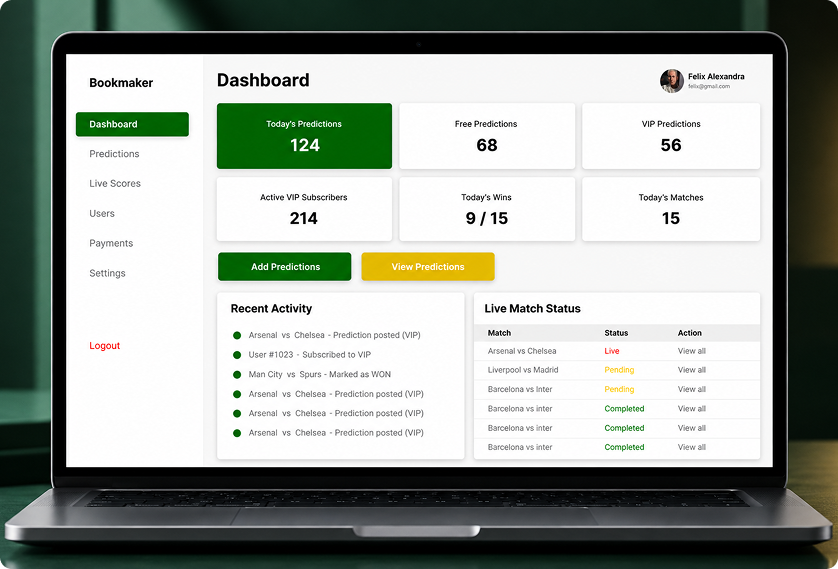 Bookmaker
Dashboard
Predictions
Live Scores
Users
Payments
Settings
Logout
Dashboard
Felix Alexandra
felix@gmail.com
Today's Predictions
124
Free Predictions
68
VIP Predictions
56
Active VIP Subscribers
214
Today's Wins
9 / 15
Today's Matches
15
Add Predictions
View Predictions
Recent Activity
Arsenal vs Chelsea - Prediction posted (VIP)
User #1023 - Subscribed to VIP
Man City vs Spurs - Marked as WON
Arsenal vs Chelsea - Prediction posted (VIP)
Arsenal vs Chelsea - Prediction posted (VIP)
Arsenal vs Chelsea - Prediction posted (VIP)
Live Match Status
Match Status Action
Arsenal vs Chelsea Live View all
Liverpool vs Madrid Pending View all
Barcelona vs Inter Pending View all
Barcelona vs inter Completed View all
Barcelona vs inter Completed View all
Barcelona vs inter Completed View all